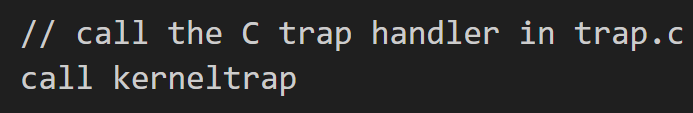 // call the C trap handler in trap.c
call kerneltrap